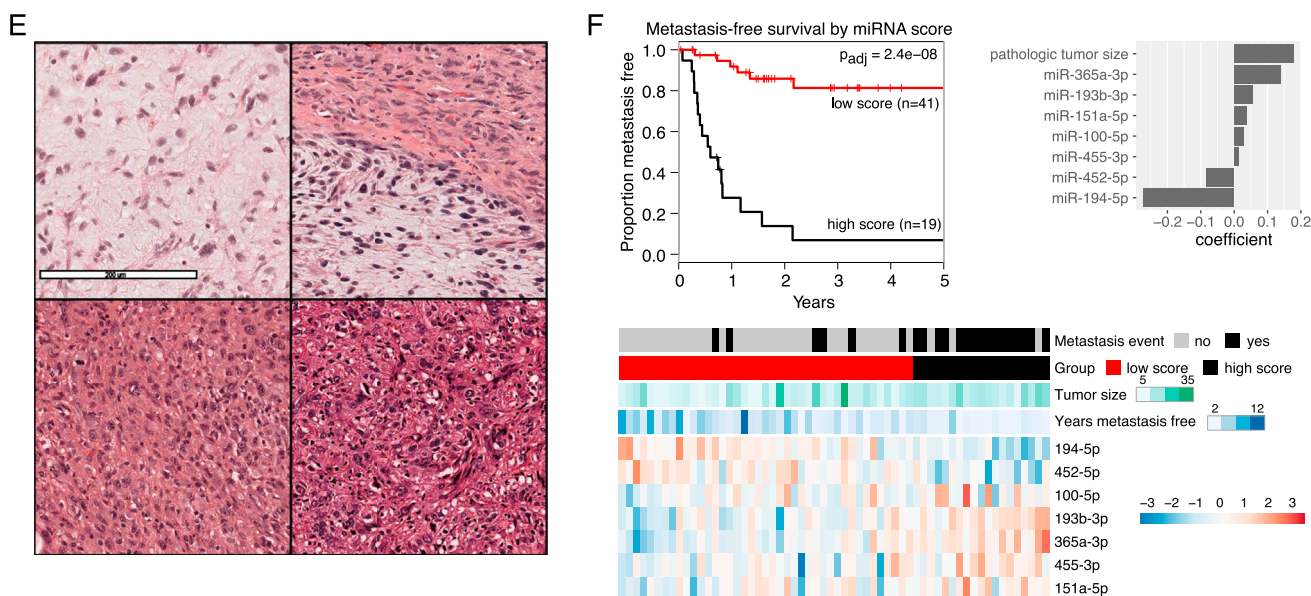 E
200 um
F
Metastasis-free survival by miRNA score
Proportion metastasis free
1.0
0.8
0.6
0.4
0.2
0.0
padj = 2.4e−08
low score (n=41)
high score (n=19)
0 1 2 3 4 5
Years
pathologic tumor size
miR-365a-3p
miR-193b-3p
miR-151a-5p
miR-100-5p
miR-455-3p
miR-452-5p
miR-194-5p
−0.2 −0.1 0.0 0.1 0.2
coefficient
Metastasis event no yes
Group low score high score
5 35
Tumor size
2 12
Years metastasis free
194-5p
452-5p
100-5p
193b-3p
365a-3p
455-3p
151a-5p
−3 −2 −1 0 1 2 3